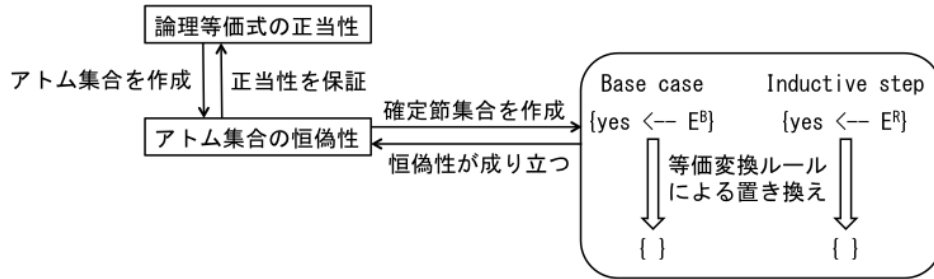 論理等価式の正当性
アトム集合を作成
正当性を保証
アトム集合の恒偽性
確定節集合を作成
恒偽性が成り立つ
Base case
Inductive step
{yes <-- Eᴮ}
{yes <-- Eᴿ}
等価変換ルール
による置き換え
{ }
{ }